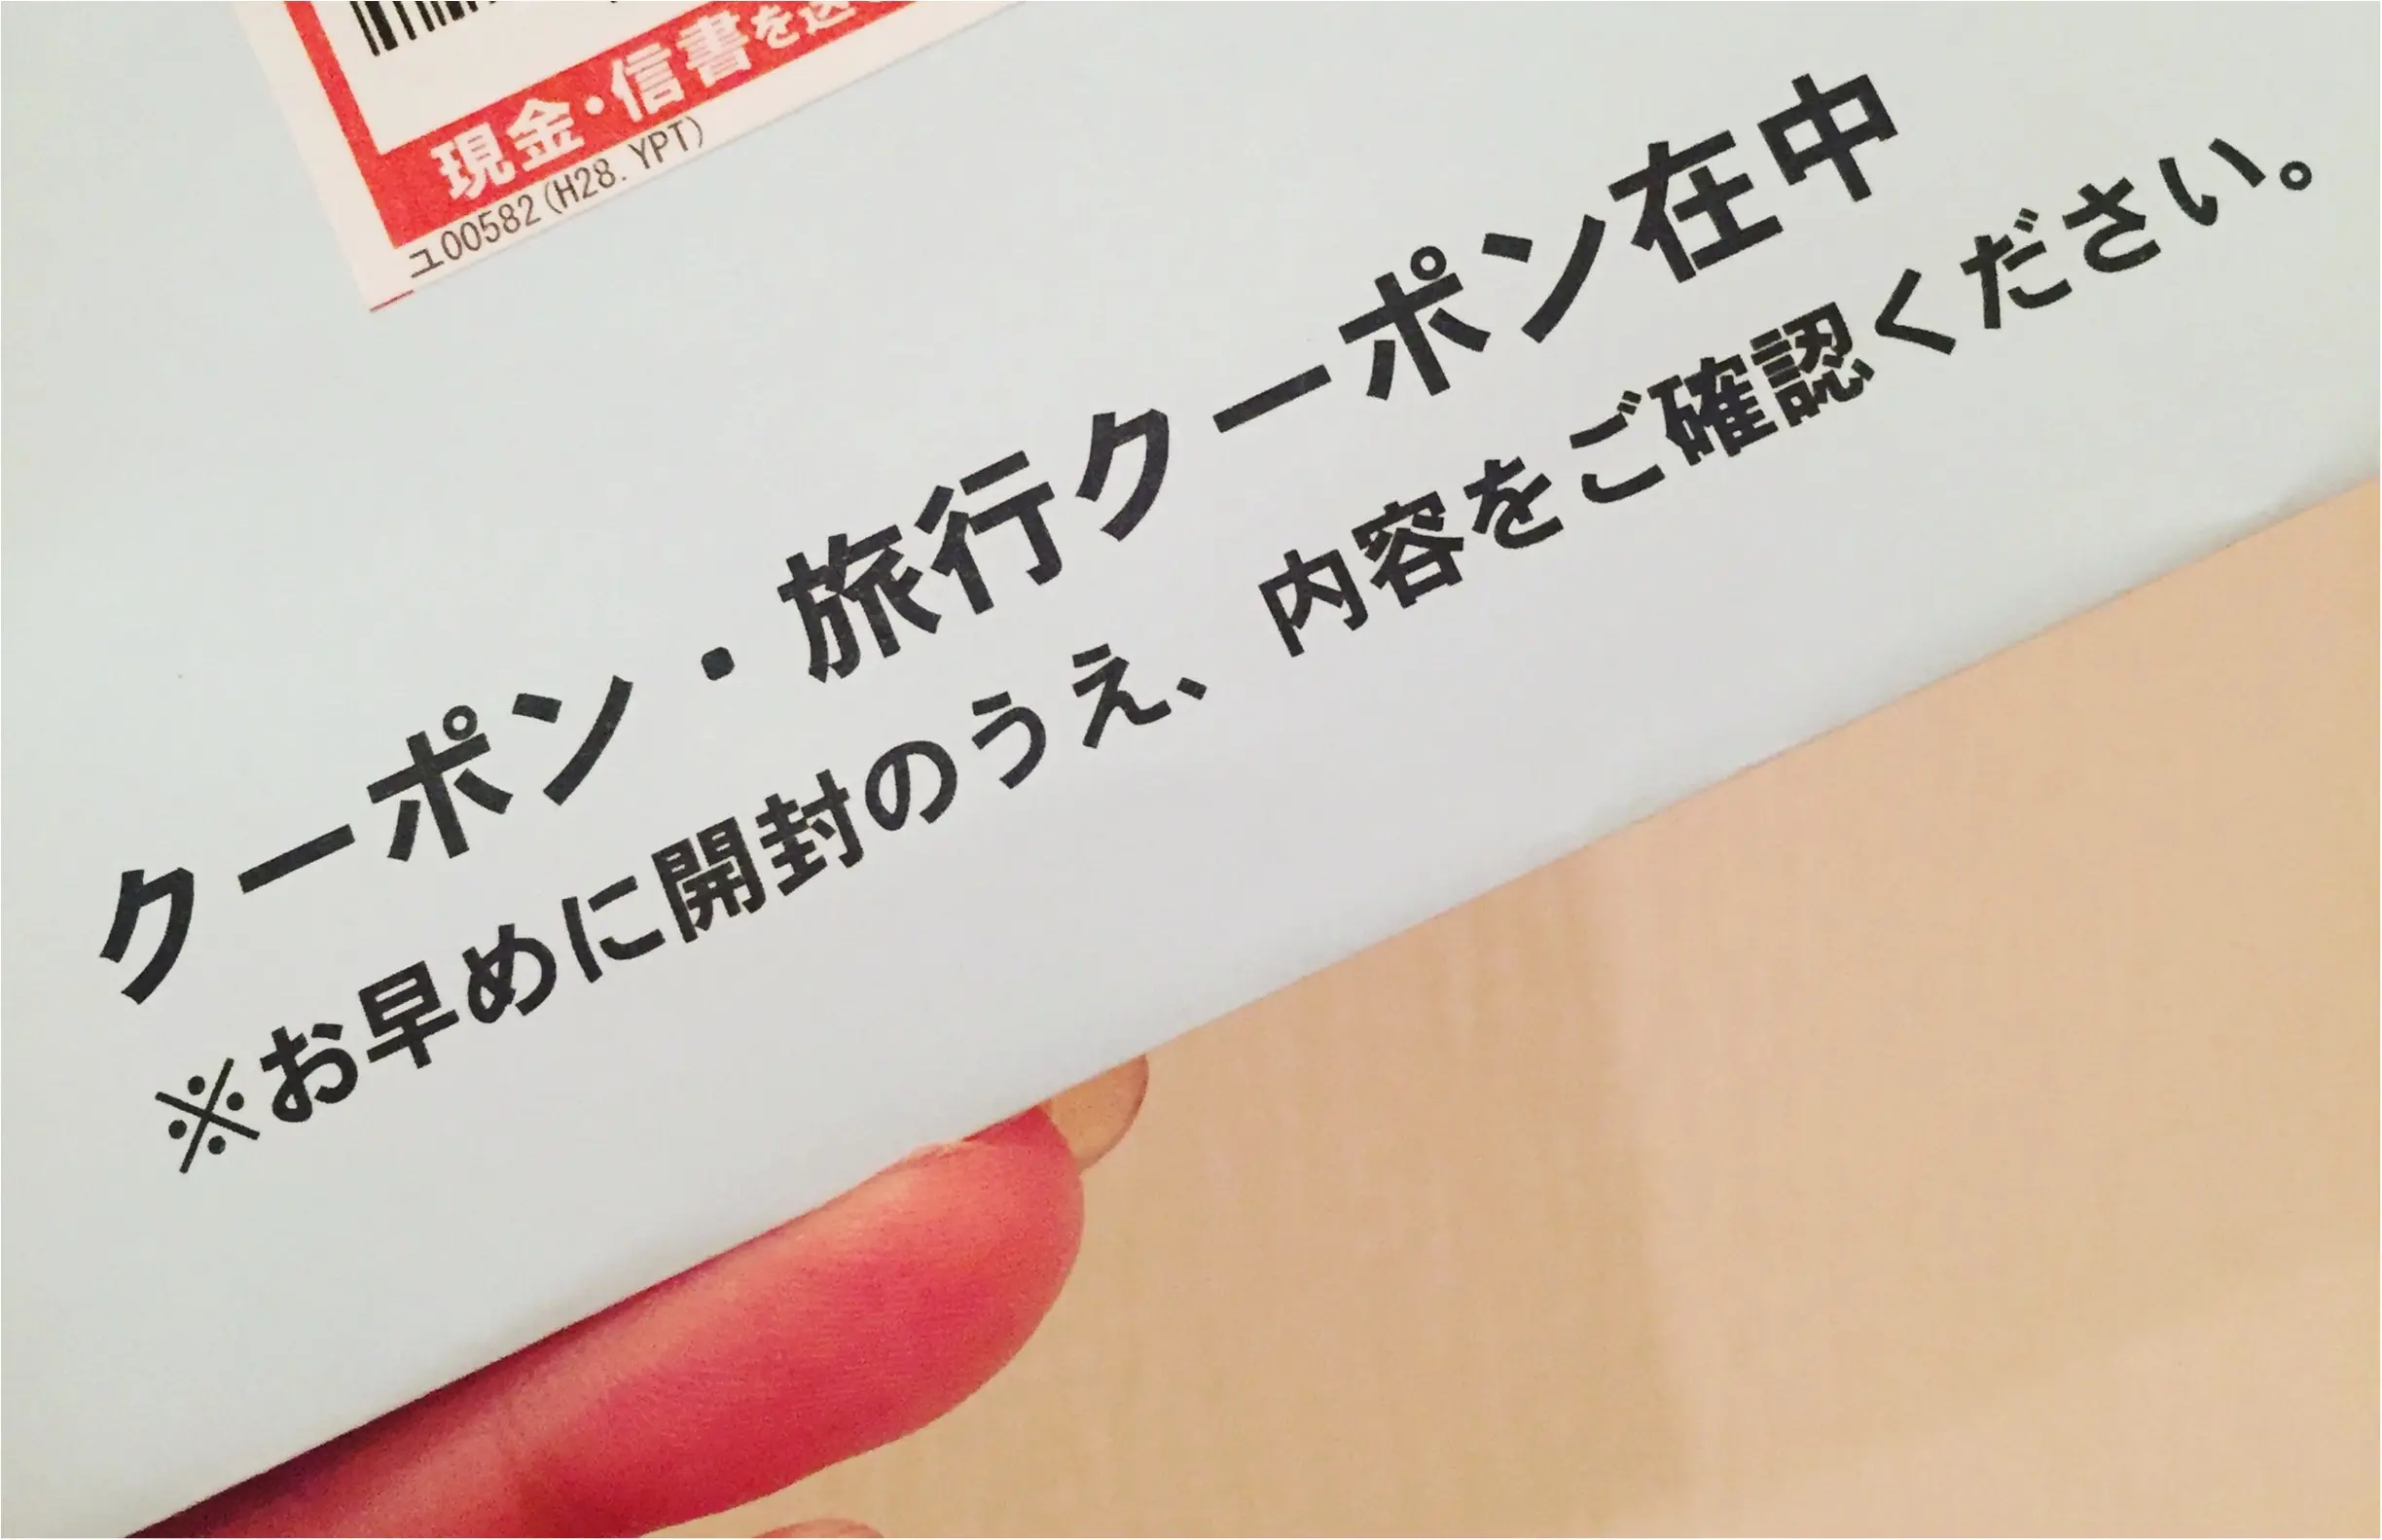 現金・信書を送
ユ00582(H28. YPT)
クーポン・旅行クーポン在中
※お早めに開封のうえ、内容をご確認ください。